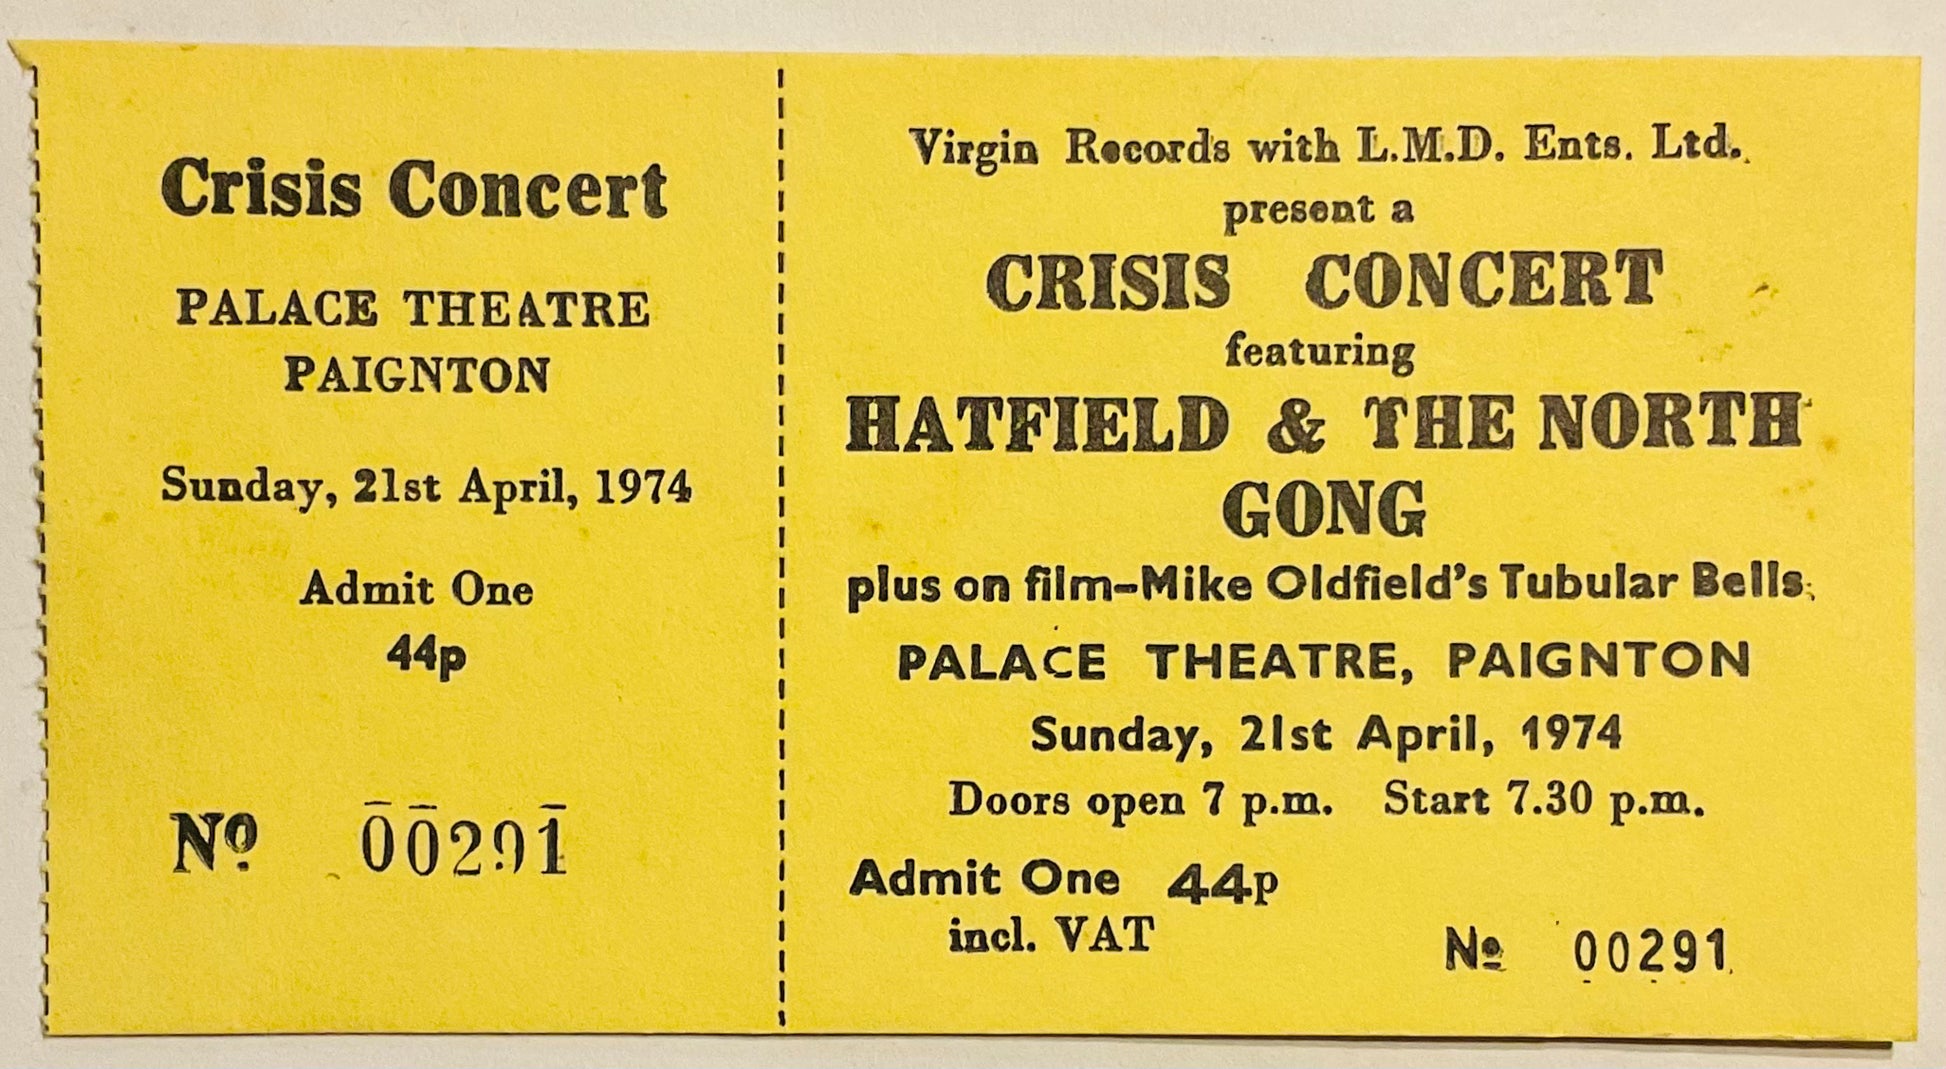 Crisis Concert
PALACE THEATRE
PAIGNTON
Sunday, 21st April, 1974
Admit One
44p
Nº 00291
Virgin Records with L.M.D. Ents. Ltd.
present a
CRISIS CONCERT
featuring
HATFIELD & THE NORTH
GONG
plus on film-Mike Oldfield's Tubular Bells
PALACE THEATRE, PAIGNTON
Sunday, 21st April, 1974
Doors open 7 p.m. Start 7.30 p.m.
Admit One 44p
incl. VAT
Nº 00291